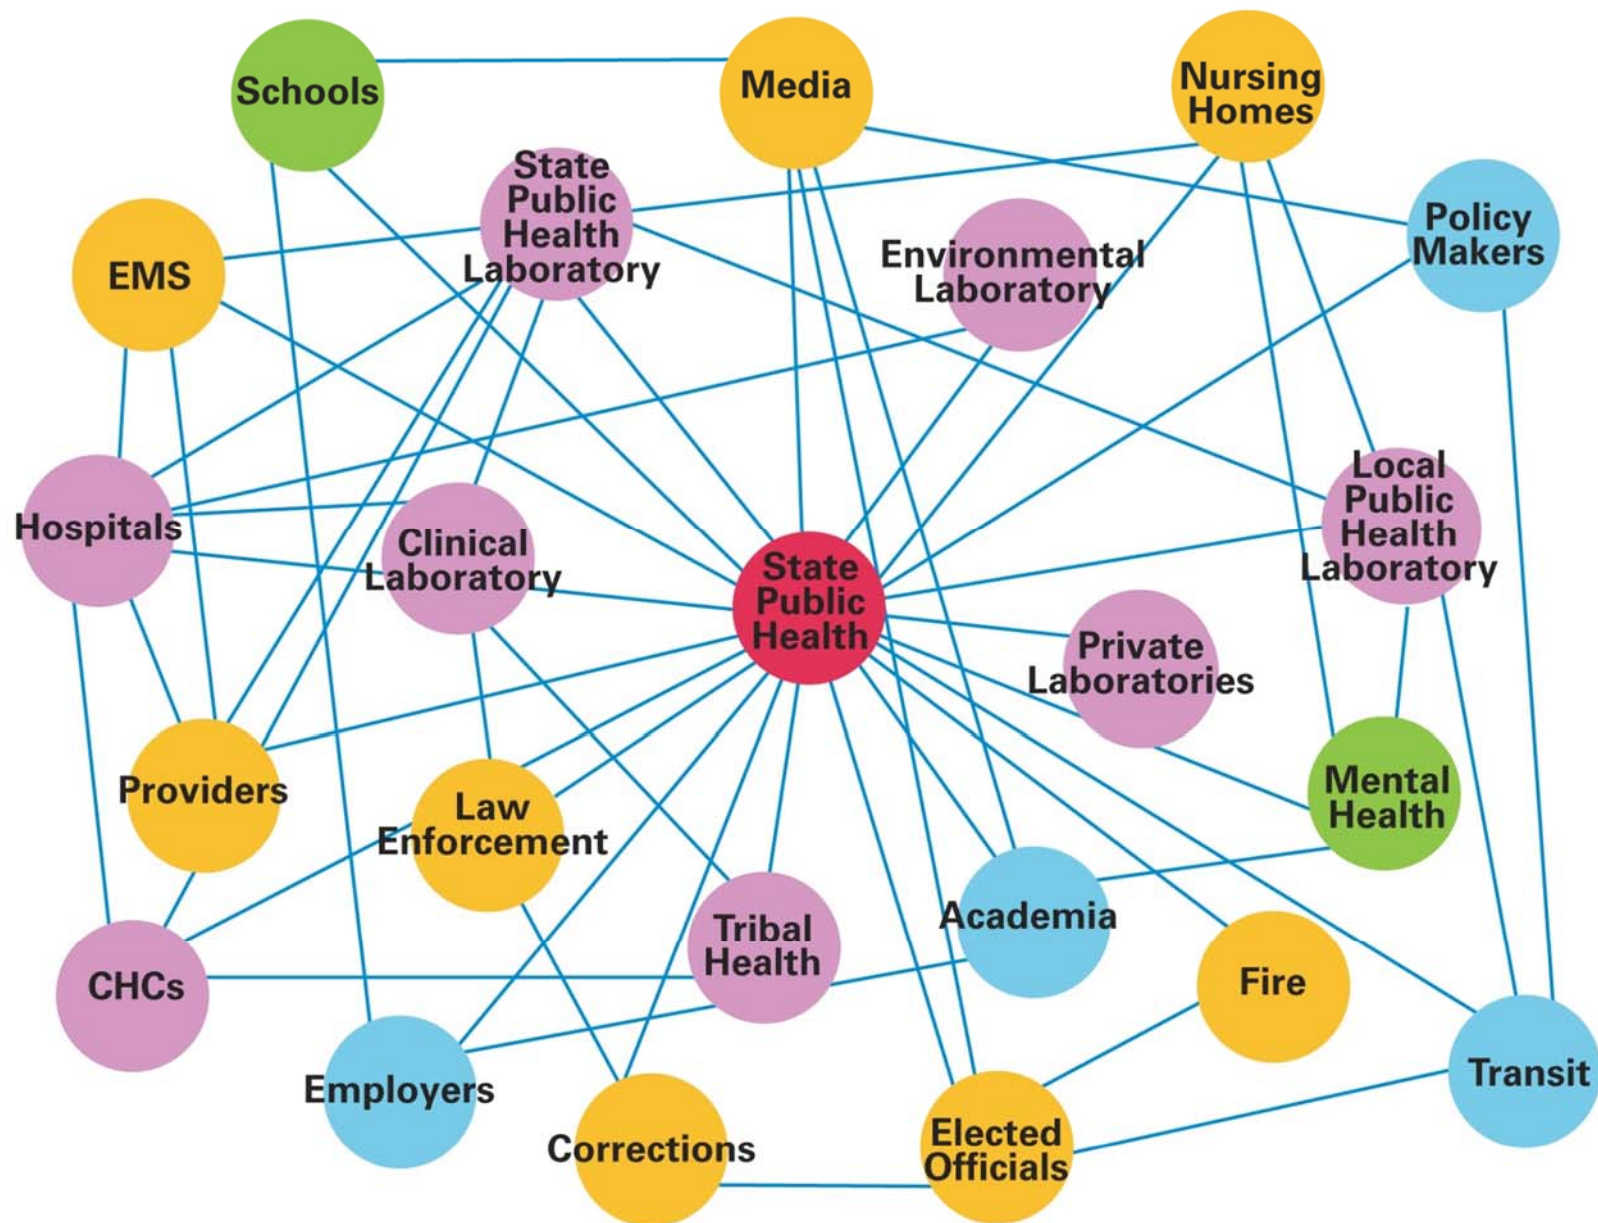 Schools
Media
Nursing
Homes
State
Public
Health
Laboratory
Policy
Makers
EMS
Environmental
Laboratory
Hospitals
Clinical
Laboratory
State
Public
Health
Local
Public
Health
Laboratory
Private
Laboratories
Providers
Law
Enforcement
Mental
Health
CHCs
Tribal
Health
Academia
Fire
Employers
Corrections
Elected
Officials
Transit